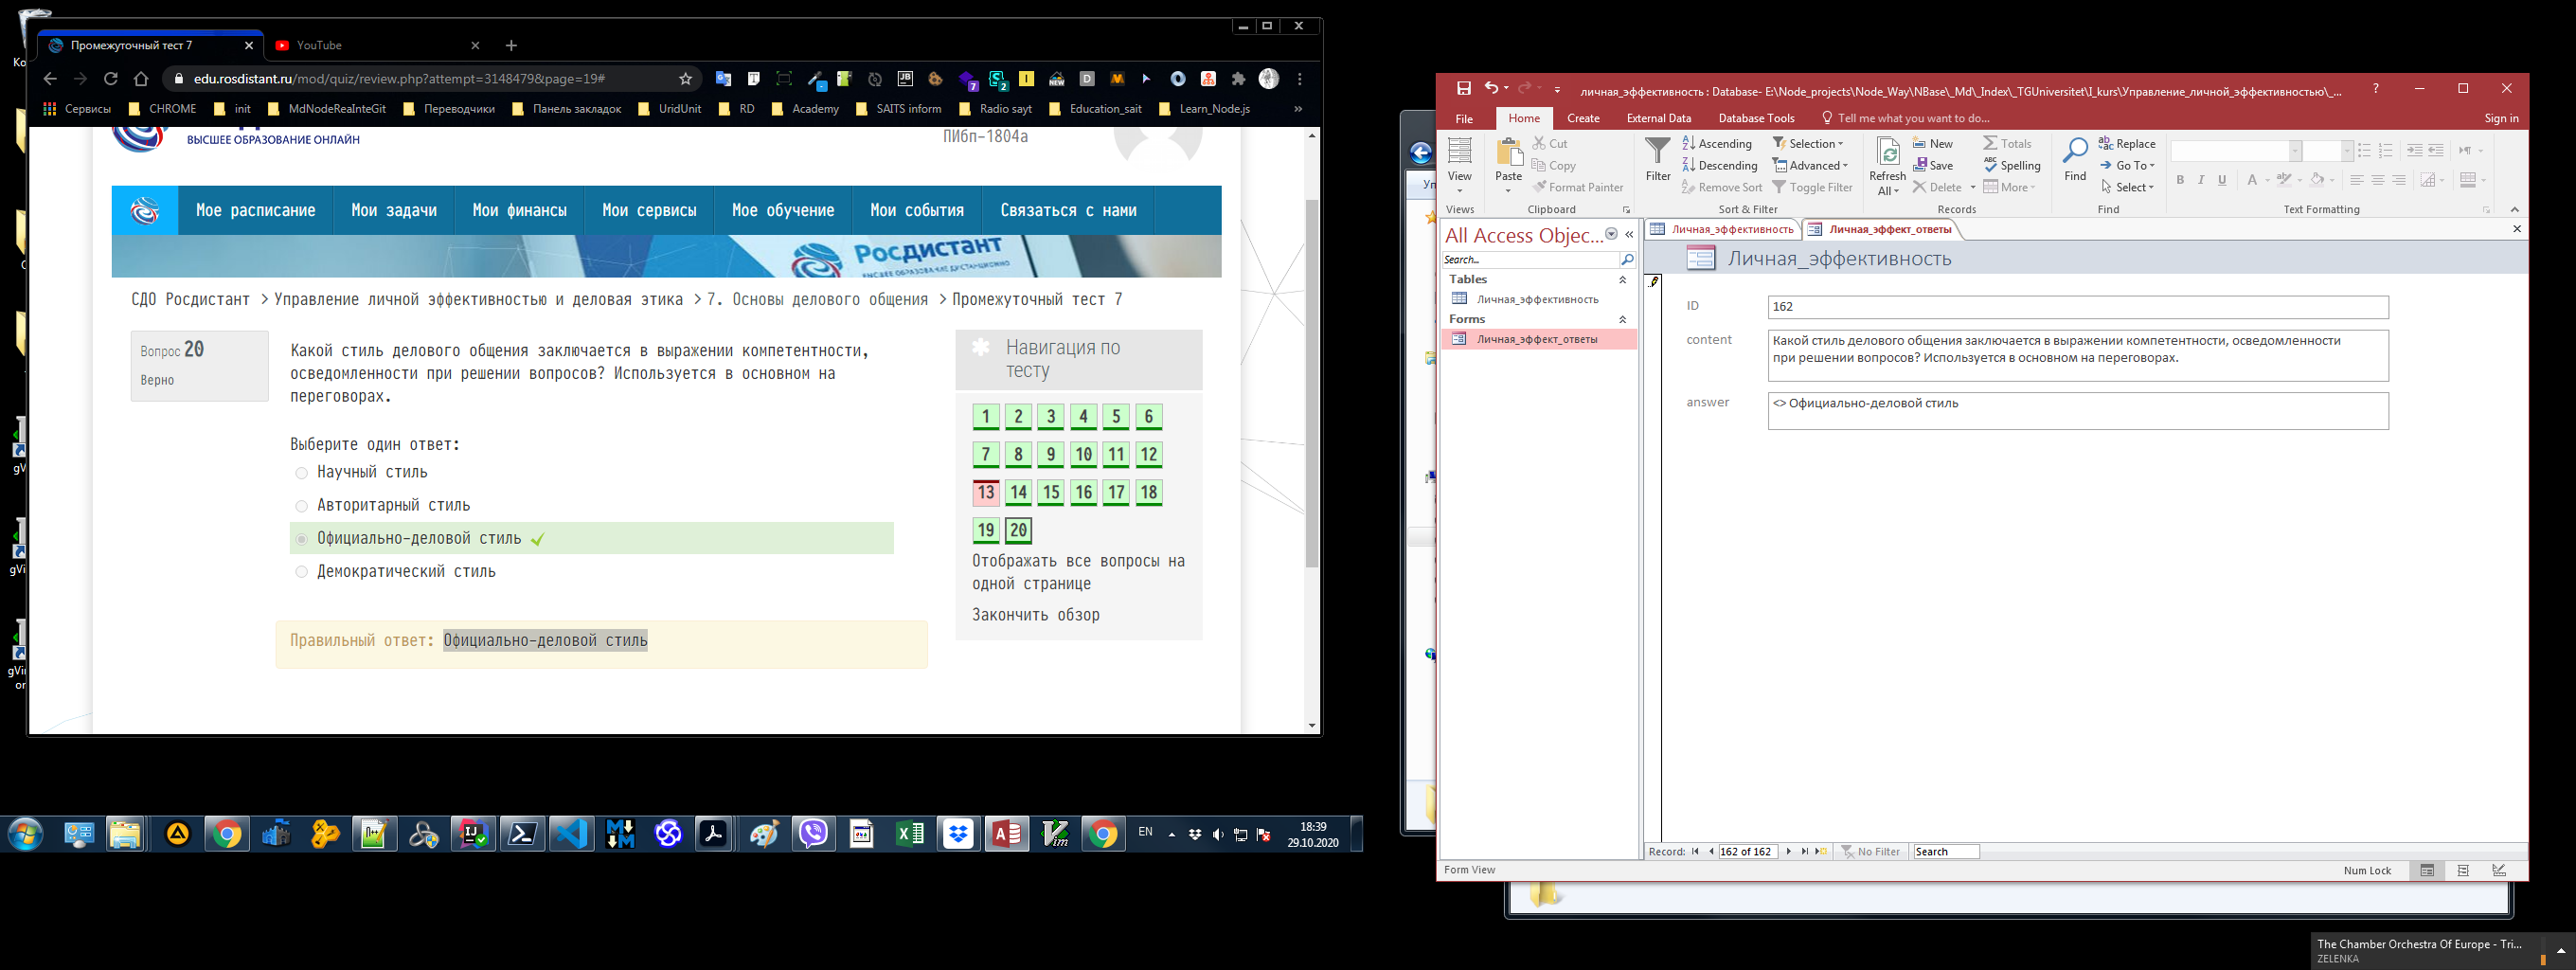 Промежуточный тест 7
YouTube
edu.rosdistant.ru/mod/quiz/review.php?attempt=3148479&page=19#
Сервисы
CHROME
init
MdNodeReaInteGit
Переводчики
Панель закладок
UridUnit
RD
Academy
SAITS inform
Radio sayt
Education_sait
Learn_Node.js
ВЫСШЕЕ ОБРАЗОВАНИЕ ОНЛАЙН
ПИбп-1804а
Мое расписание
Мои задачи
Мои финансы
Мои сервисы
Мое обучение
Мои события
Связаться с нами
Росдистант
ВЫСШЕЕ ОБРАЗОВАНИЕ ДИСТАНЦИОННО
СДО Росдистант > Управление личной эффективностью и деловая этика > 7. Основы делового общения > Промежуточный тест 7
Вопрос 20
Верно
Какой стиль делового общения заключается в выражении компетентности,
осведомленности при решении вопросов? Используется в основном на
переговорах.
Выберите один ответ:
Научный стиль
Авторитарный стиль
Официально-деловой стиль
Демократический стиль
Правильный ответ: Официально-деловой стиль
Навигация по
тесту
1 2 3 4 5 6
7 8 9 10 11 12
13 14 15 16 17 18
19 20
Отображать все вопросы на
одной странице
Закончить обзор
EN
18:39
29.10.2020
личная_эффективность : Database- E:\Node_projects\Node_Way\NBase\_Md\_Index\_TGUniversitet\I_kurs\Управление_личной_эффективностью\_...
File
Home
Create
External Data
Database Tools
Tell me what you want to do...
Sign in
View
Views
Paste
Cut
Copy
Format Painter
Clipboard
Filter
Ascending
Descending
Remove Sort
Selection
Advanced
Toggle Filter
Sort & Filter
Refresh
All
New
Save
Delete
Totals
Spelling
More
Records
Find
Replace
Go To
Select
Find
B I U
A
Text Formatting
All Access Objec...
Search...
Tables
Личная_эффективность
Forms
Личная_эффект_ответы
Личная_эффективность
Личная_эффект_ответы
Личная_эффективность
ID
162
content
Какой стиль делового общения заключается в выражении компетентности, осведомленности
при решении вопросов? Используется в основном на переговорах.
answer
<> Официально-деловой стиль
Record:
162 of 162
No Filter
Search
Form View
Num Lock
The Chamber Orchestra Of Europe - Tri...
ZELENKA